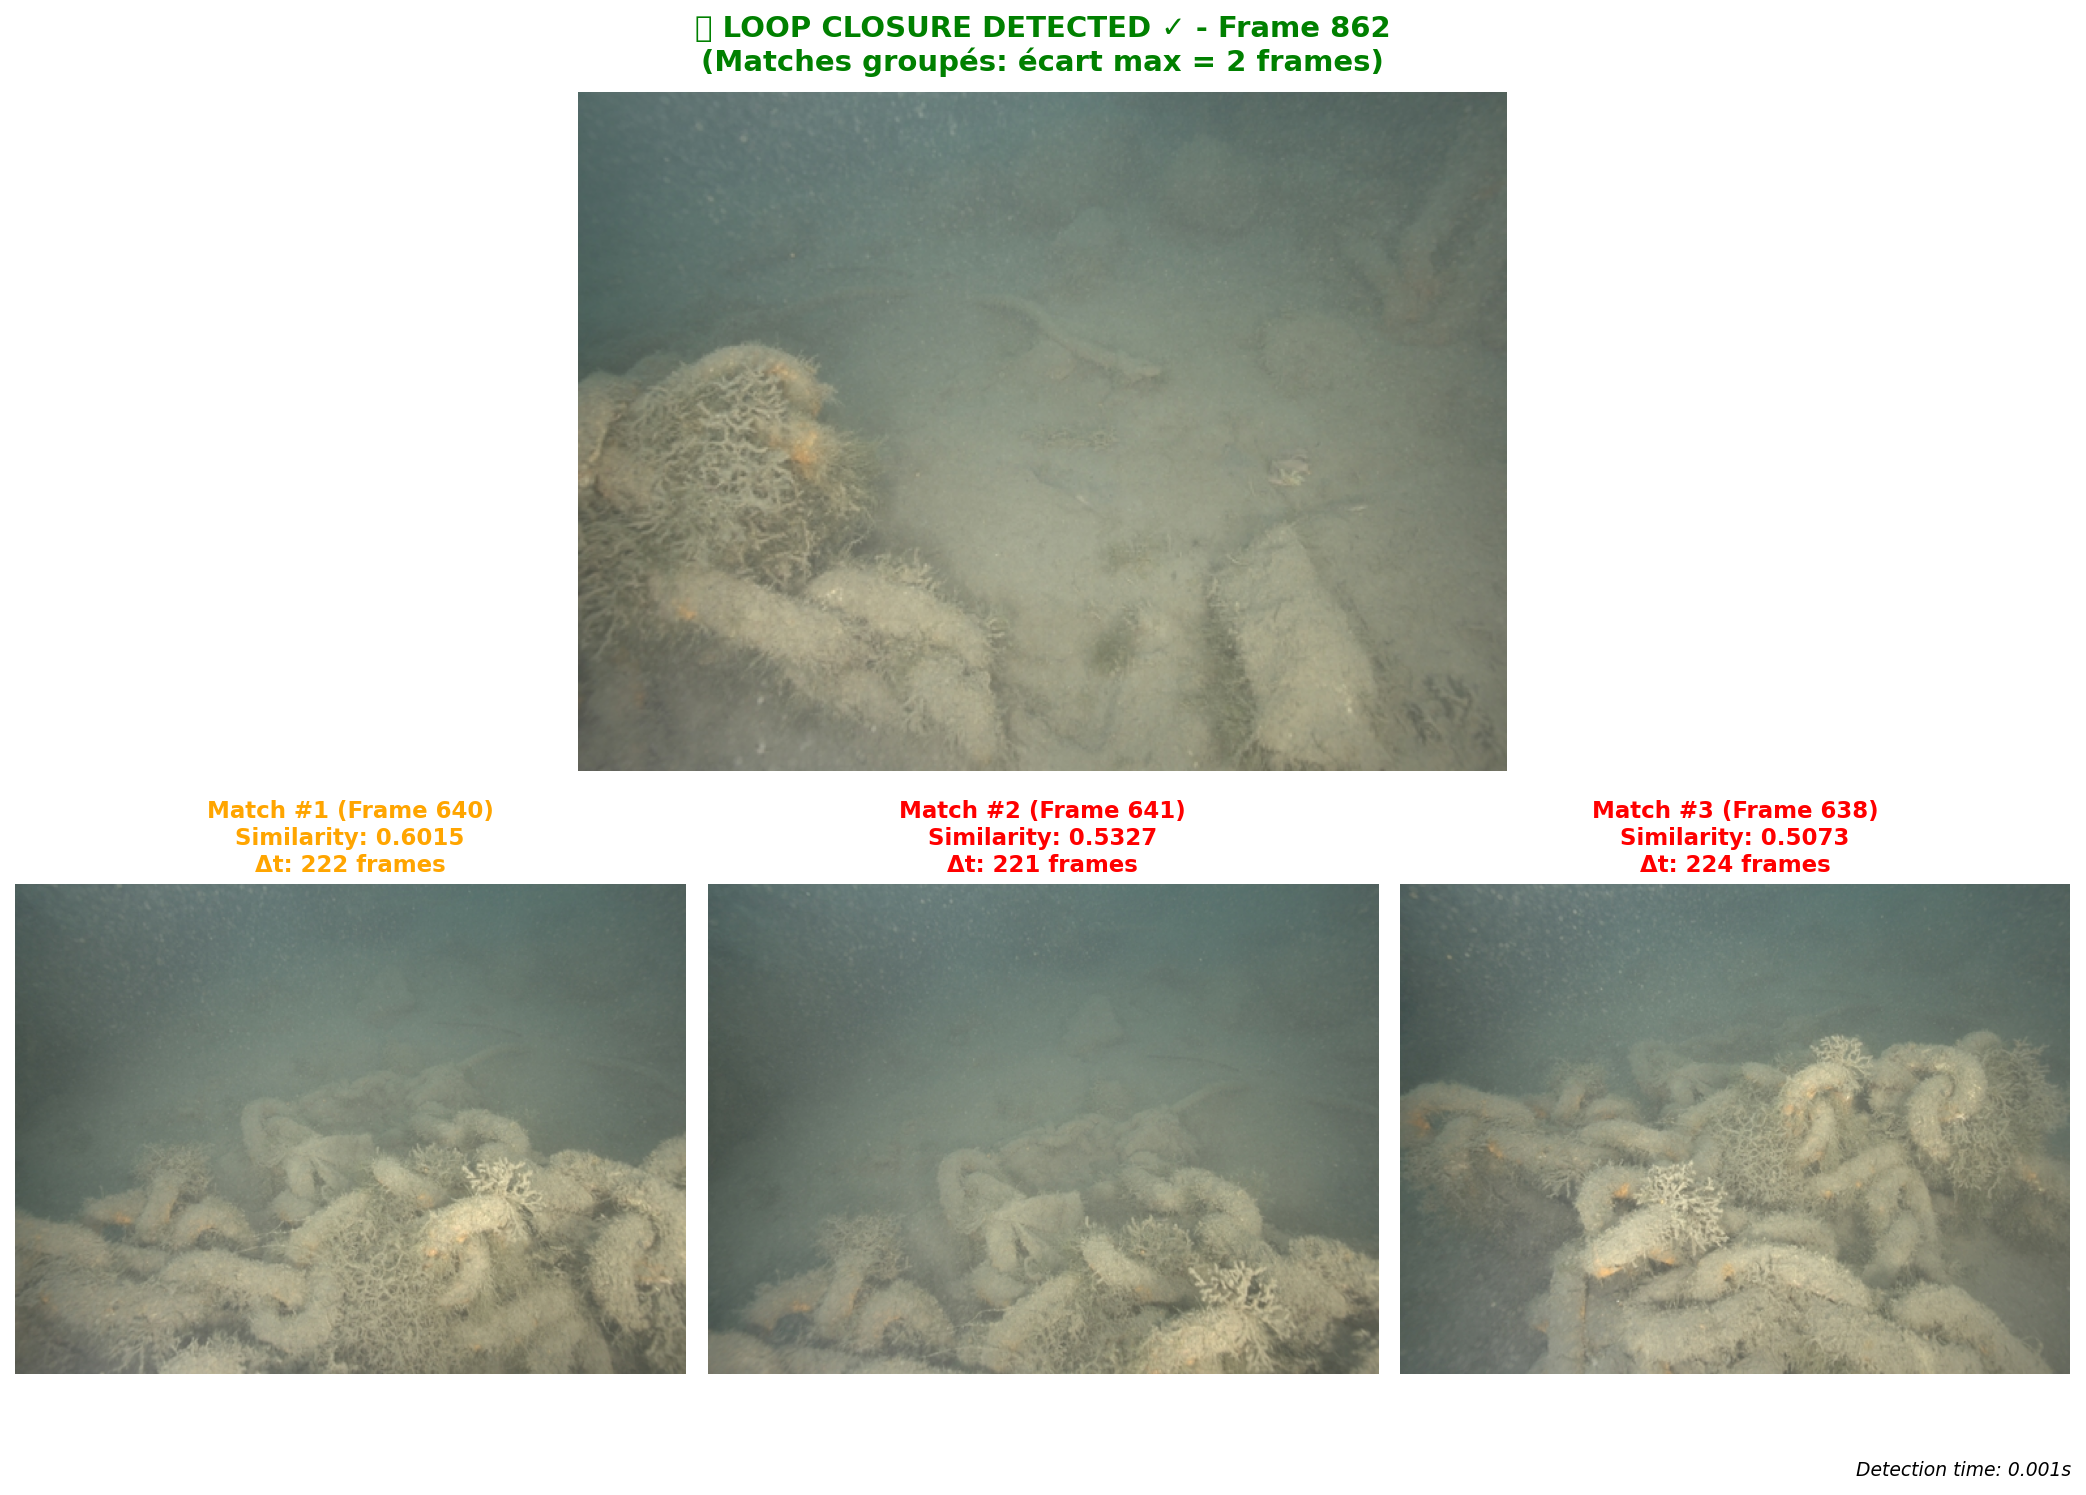 ▯ LOOP CLOSURE DETECTED ✓ - Frame 862
(Matches groupés: écart max = 2 frames)
Match #1 (Frame 640)
Similarity: 0.6015
Δt: 222 frames
Match #2 (Frame 641)
Similarity: 0.5327
Δt: 221 frames
Match #3 (Frame 638)
Similarity: 0.5073
Δt: 224 frames
Detection time: 0.001s